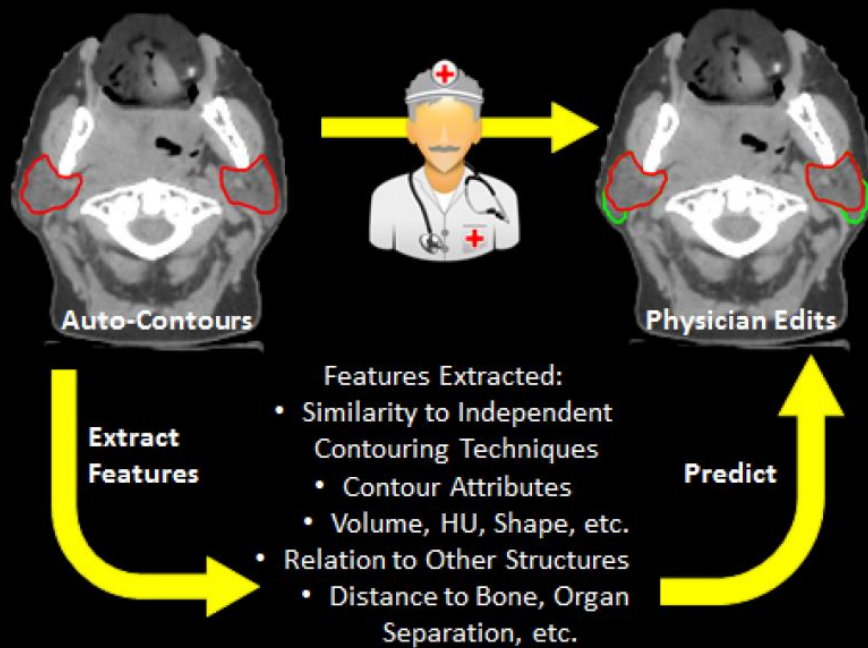 Auto-Contours
Physician Edits
Extract
Features
Features Extracted:
• Similarity to Independent
Contouring Techniques
• Contour Attributes
• Volume, HU, Shape, etc.
• Relation to Other Structures
• Distance to Bone, Organ
Separation, etc.
Predict